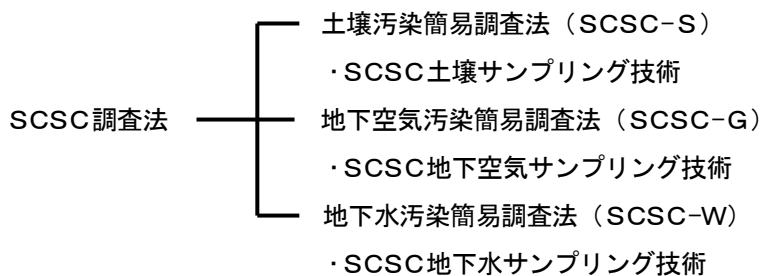 土壌汚染簡易調査法（SCSC-S）
・SCSC土壌サンプリング技術
SCSC調査法
地下空気汚染簡易調査法（SCSC-G）
・SCSC地下空気サンプリング技術
地下水汚染簡易調査法（SCSC-W）
・SCSC地下水サンプリング技術